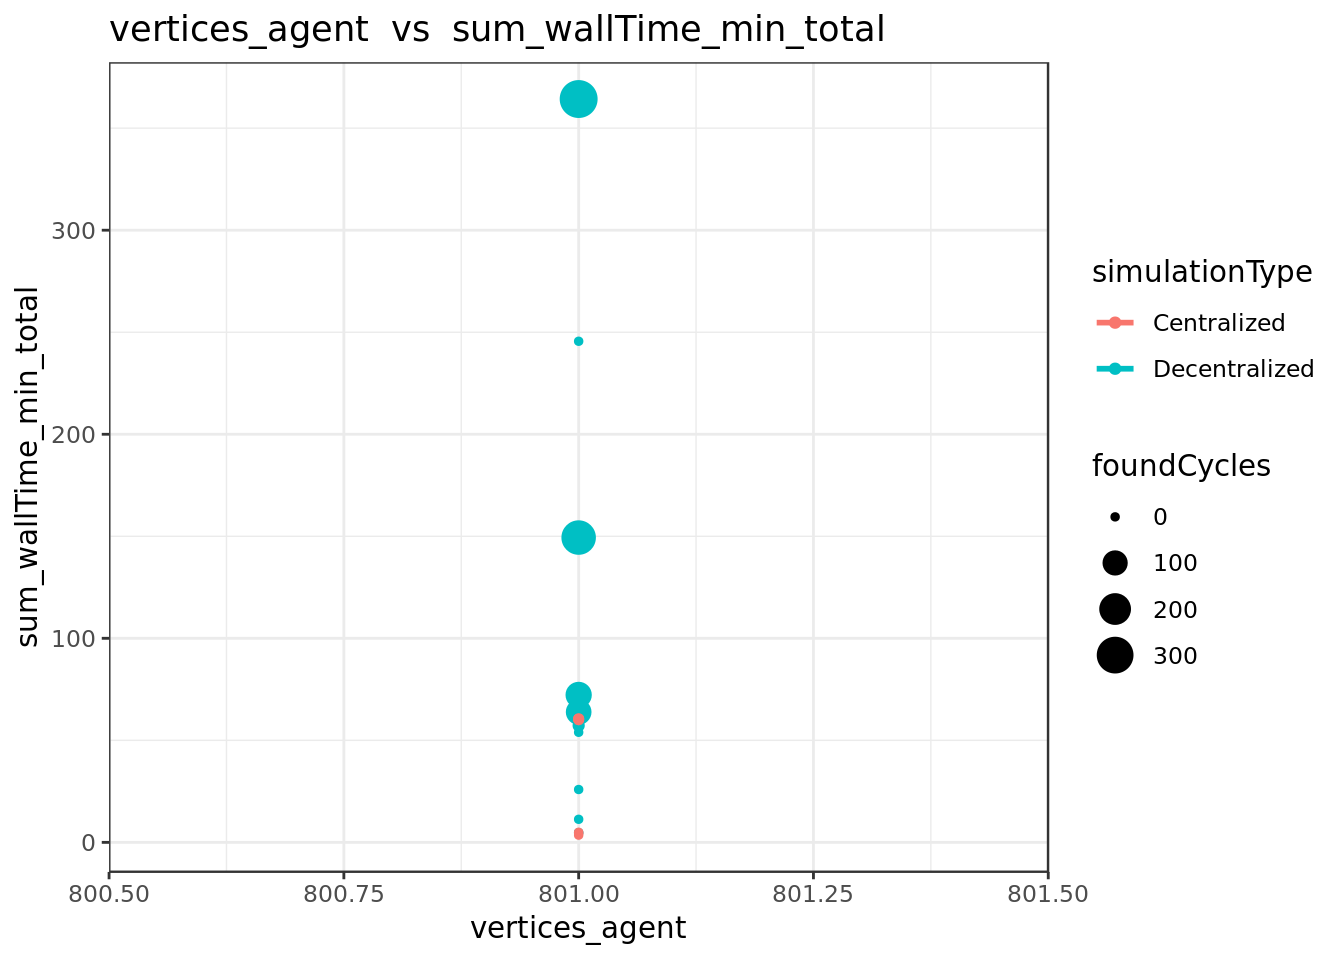 vertices_agent  vs  sum_wallTime_min_total
sum_wallTime_min_total
300
200
100
0
800.50
800.75
801.00
801.25
801.50
vertices_agent
simulationType
Centralized
Decentralized
foundCycles
0
100
200
300